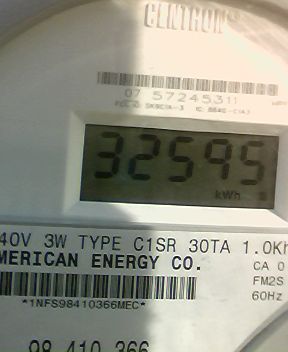 CENTRON
07 57245311
32595
kWh
40V 3W TYPE C1SR 30TA 1.0Kh
MERICAN ENERGY CO.
CA 0
FM2S
60Hz
*1NFS98410366MEC*
98 410 366